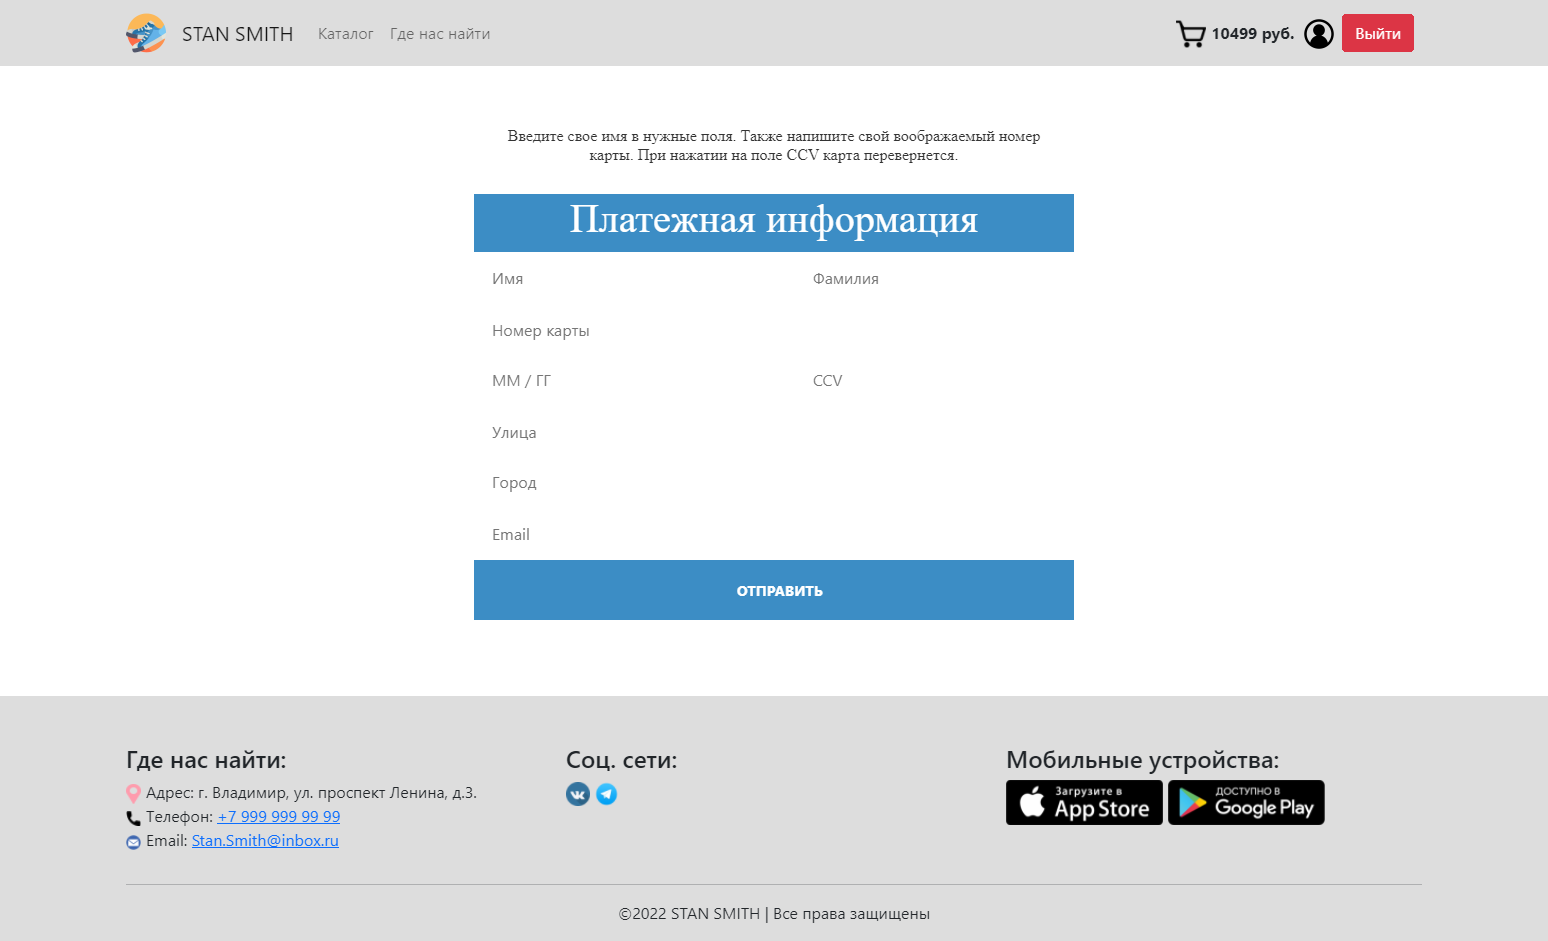 STAN SMITH Каталог Где нас найти 10499 руб. Выйти
Введите свое имя в нужные поля. Также напишите свой воображаемый номер
карты. При нажатии на поле CCV карта перевернется.
Платежная информация
Имя Фамилия
Номер карты
ММ / ГГ CCV
Улица
Город
Email
ОТПРАВИТЬ
Где нас найти:
Адрес: г. Владимир, ул. проспект Ленина, д.3.
Телефон: +7 999 999 99 99
Email: Stan.Smith@inbox.ru
Соц. сети:
Мобильные устройства:
Загрузите в
App Store
ДОСТУПНО В
Google Play
©2022 STAN SMITH | Все права защищены